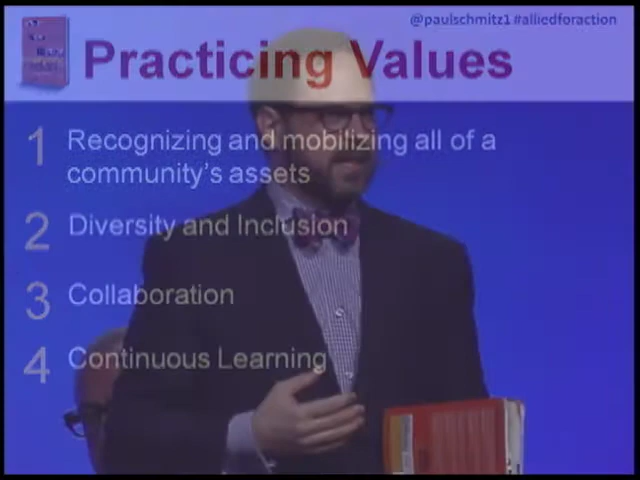 @paulschmitz1 #alliedforaction
Practicing Values
1 Recognizing and mobilizing all of a
community's assets
2 Diversity and Inclusion
3 Collaboration
4 Continuous Learning